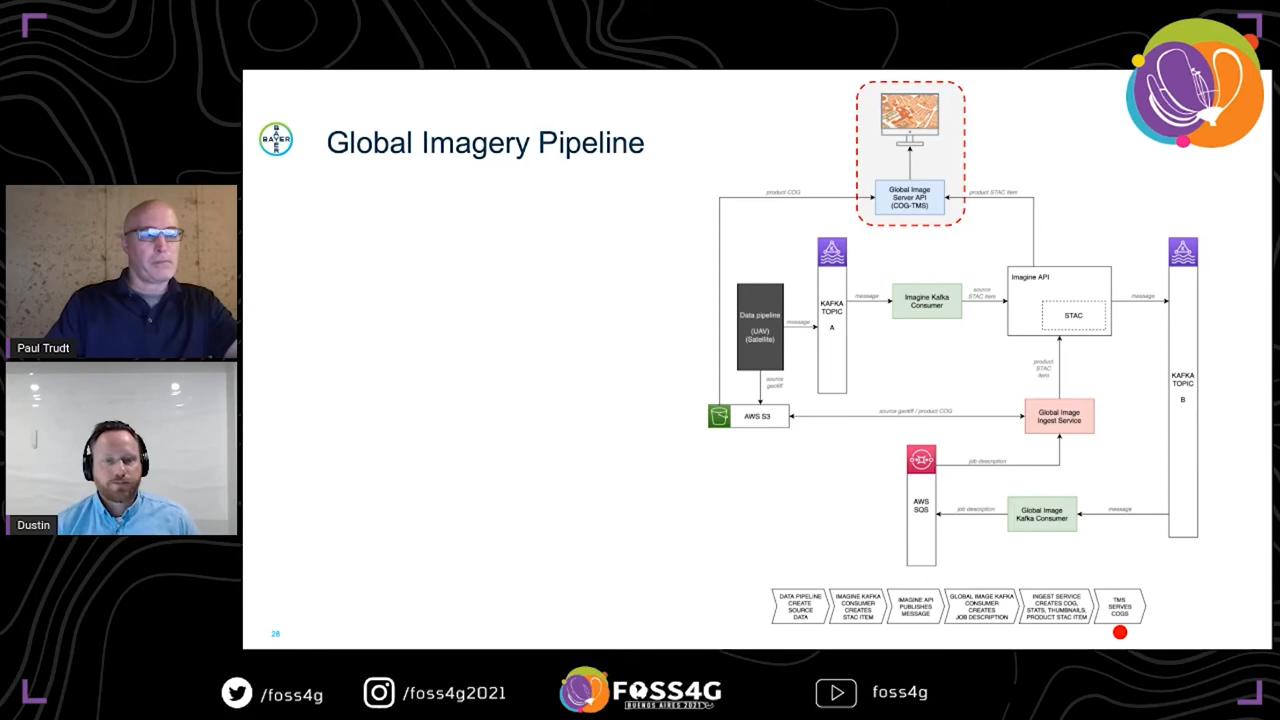 BAYER
BAYER
Global Imagery Pipeline
Global Image
Server API
(COG-TMS)
product COG
product STAC item
Imagine API
STAC
KAFKA
TOPIC
A
message
Imagine Kafka
Consumer
source
STAC item
message
Data pipeline
(UAV)
(Satellite)
message
source
geotiff
product
STAC
item
KAFKA
TOPIC
B
AWS S3
source geotiff / product COG
Global Image
Ingest Service
job description
AWS
SQS
job description
Global Image
Kafka Consumer
message
DATA PIPELINE
CREATE
SOURCE
DATA
IMAGINE KAFKA
CONSUMER
CREATES
STAC ITEM
IMAGINE API
PUBLISHES
MESSAGE
GLOBAL IMAGE KAFKA
CONSUMER
CREATES
JOB DESCRIPTION
INGEST SERVICE
CREATES COG,
STATS, THUMBNAILS,
PRODUCT STAC ITEM
TMS
SERVES
COGS
28
Paul Trudt
Dustin
/foss4g
/foss4g2021
FOSS4G
BUENOS AIRES 2021
foss4g